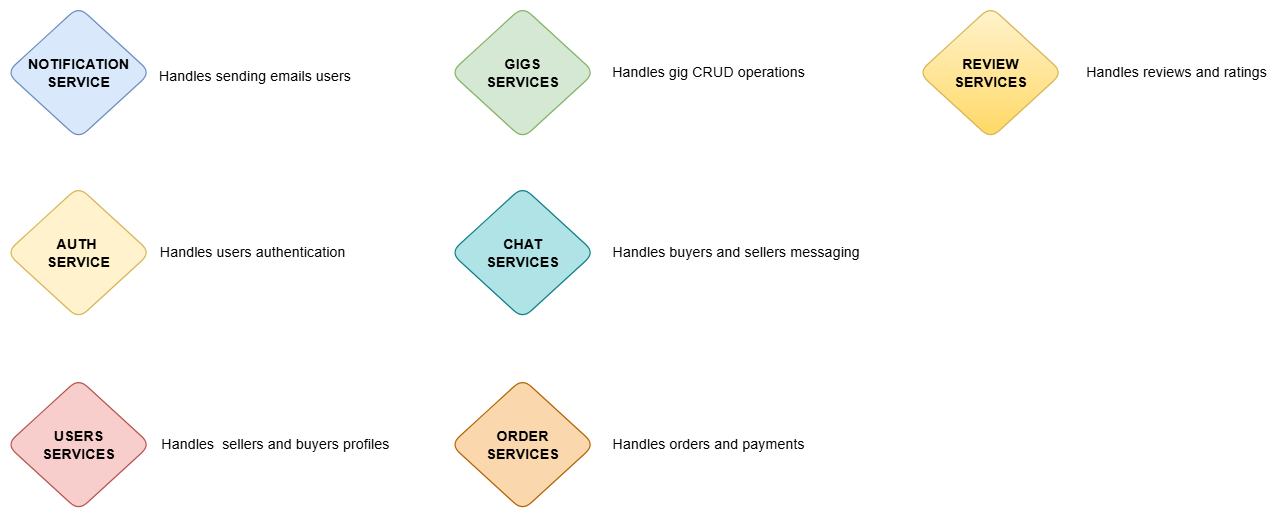 NOTIFICATION
SERVICE
Handles sending emails users
GIGS
SERVICES
Handles gig CRUD operations
REVIEW
SERVICES
Handles reviews and ratings
AUTH
SERVICE
Handles users authentication
CHAT
SERVICES
Handles buyers and sellers messaging
USERS
SERVICES
Handles  sellers and buyers profiles
ORDER
SERVICES
Handles orders and payments